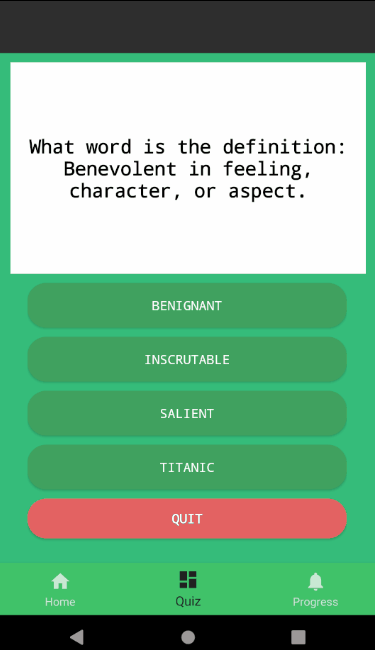 What word is the definition:
Benevolent in feeling,
character, or aspect.
BENIGNANT
INSCRUTABLE
SALIENT
TITANIC
QUIT
Home
Quiz
Progress